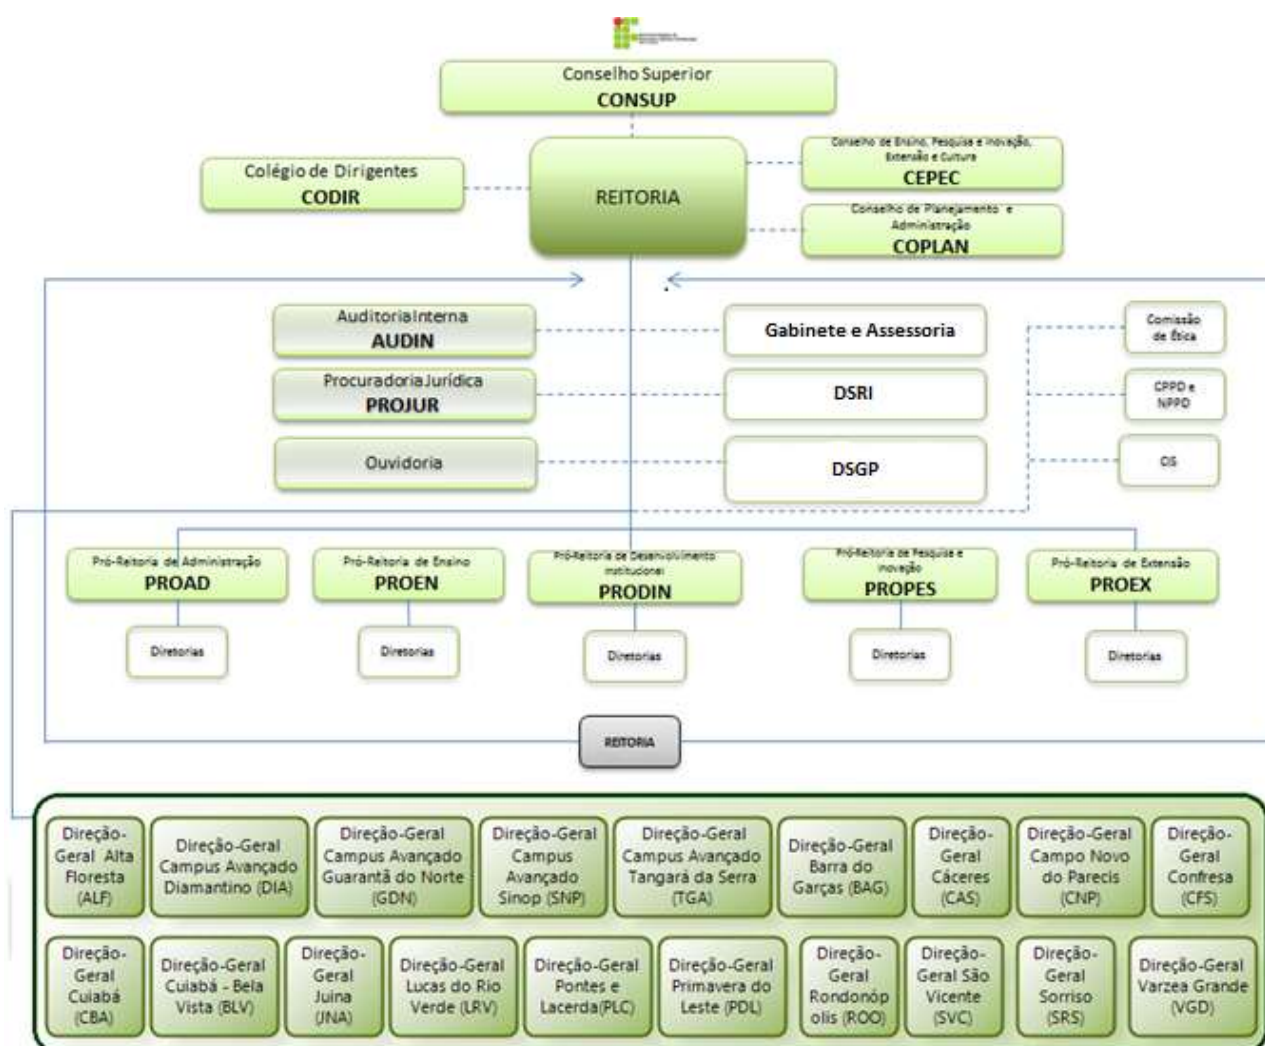 Conselho Superior
CONSUP
Colégio de Dirigentes
CODIR
REITORIA
Conselho de Ensino, Pesquisa e Inovação,
Extensão e Cultura
CEPEC
Conselho de Planejamento e
Administração
COPLAN
Auditoria Interna
AUDIN
Gabinete e Assessoria
Comissão
de Ética
Procuradoria Jurídica
PROJUR
DSRI
CPPD e
NPPD
Ouvidoria
DSGP
CIS
Pró-Reitoria de Administração
PROAD
Pró-Reitoria de Ensino
PROEN
Pró-Reitoria de Desenvolvimento
Institucional
PRODIN
Pró-Reitoria de Pesquisa e
Inovação
PROPES
Pró-Reitoria de Extensão
PROEX
Diretorias
Diretorias
Diretorias
Diretorias
Diretorias
REITORIA
Direção-
Geral Alta
Floresta
(ALF)
Direção-Geral
Campus Avançado
Diamantino (DIA)
Direção-Geral
Campus Avançado
Guarantã do Norte
(GDN)
Direção-Geral
Campus
Avançado
Sinop (SNP)
Direção-Geral
Campus Avançado
Tangará da Serra
(TGA)
Direção-Geral
Barra do
Garças (BAG)
Direção-
Geral
Cáceres
(CAS)
Direção-Geral
Campo Novo
do Parecis
(CNP)
Direção-
Geral
Confresa
(CFS)
Direção-
Geral
Cuiabá
(CBA)
Direção-Geral
Cuiabá - Bela
Vista (BLV)
Direção-
Geral
Juina
(JNA)
Direção-Geral
Lucas do Rio
Verde (LRV)
Direção-Geral
Pontes e
Lacerda(PLC)
Direção-Geral
Primavera do
Leste (PDL)
Direção-
Geral
Rondonóp
olis (ROO)
Direção-
Geral São
Vicente
(SVC)
Direção-
Geral
Sorriso
(SRS)
Direção-Geral
Varzea Grande
(VGD)